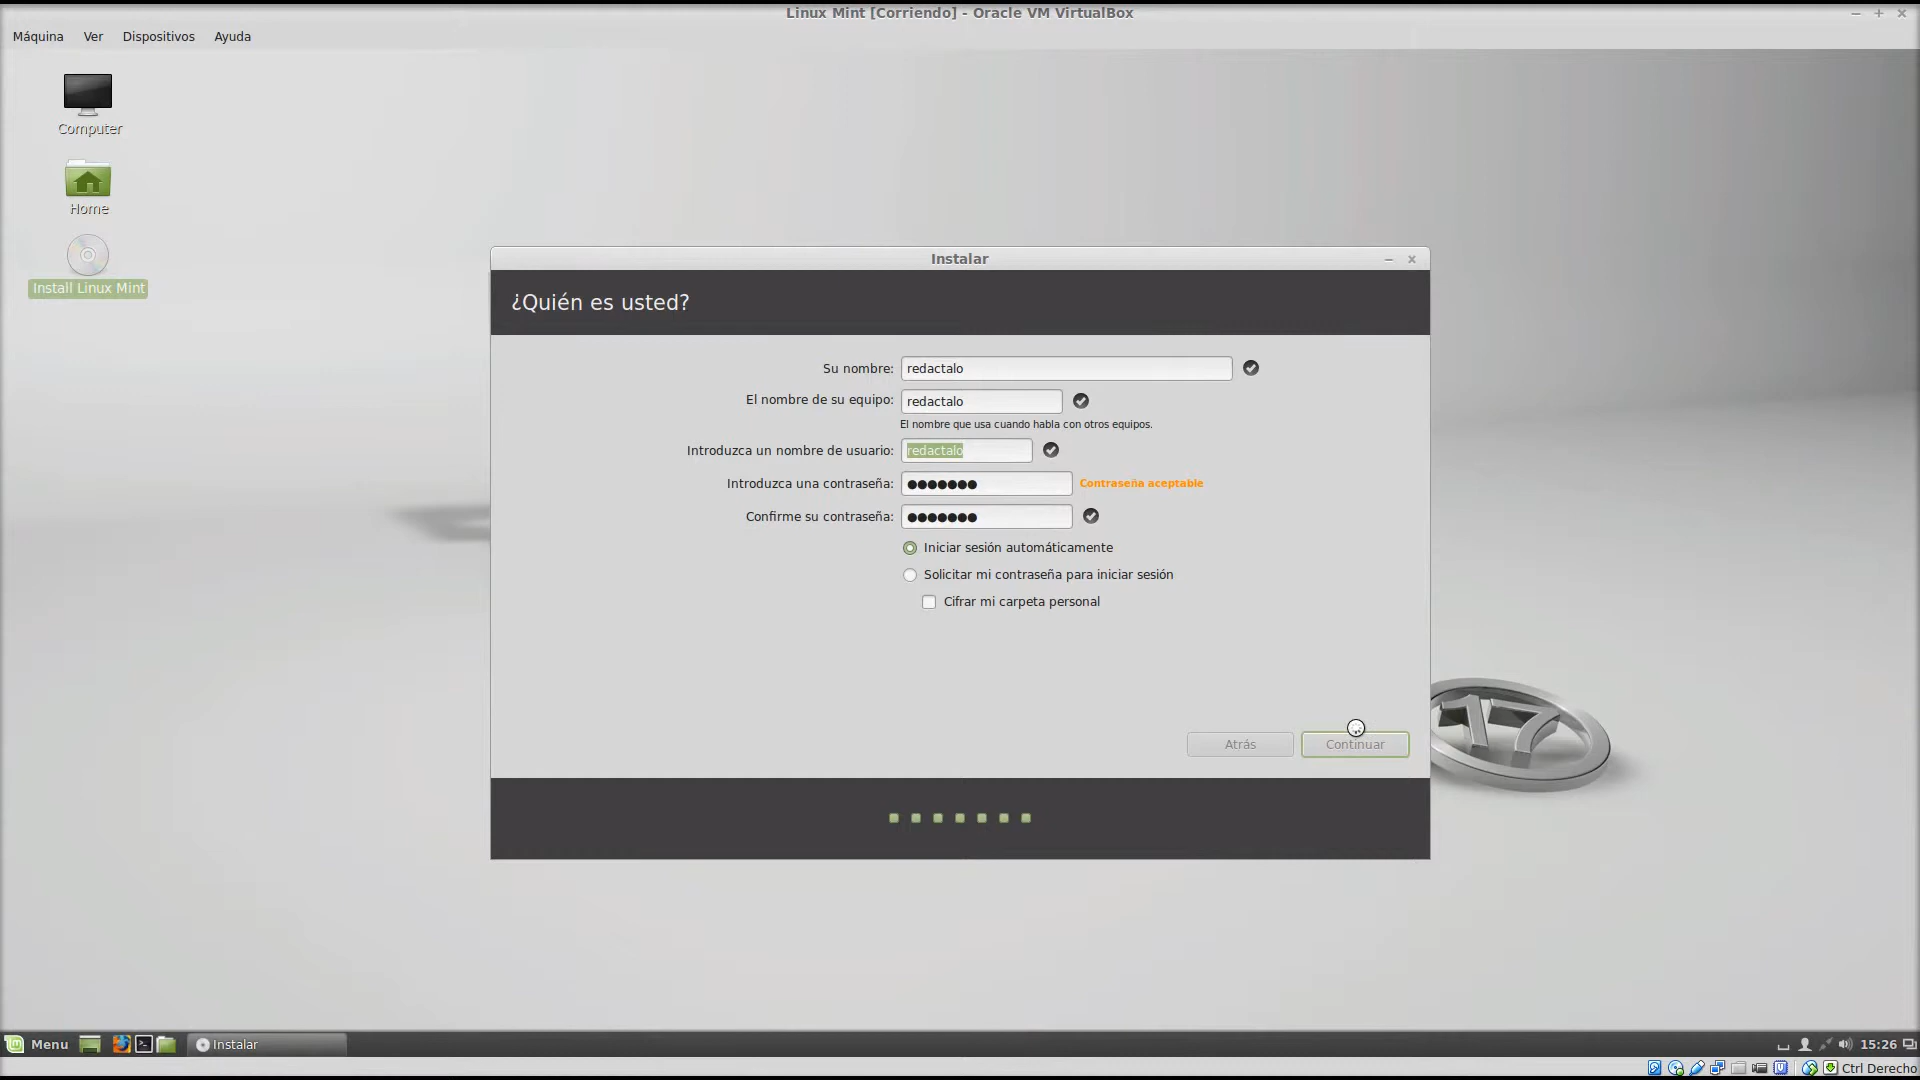 Linux Mint [Corriendo] - Oracle VM VirtualBox
Máquina Ver Dispositivos Ayuda
Computer
Home
Install Linux Mint
Instalar
¿Quién es usted?
Su nombre: redactalo
El nombre de su equipo: redactalo
El nombre que usa cuando habla con otros equipos.
Introduzca un nombre de usuario: redactalo
Introduzca una contraseña: ●●●●●●● Contraseña aceptable
Confirme su contraseña: ●●●●●●●
Iniciar sesión automáticamente
Solicitar mi contraseña para iniciar sesión
Cifrar mi carpeta personal
17
Atrás Continuar
Menu Instalar 15:26
Ctrl Derecho